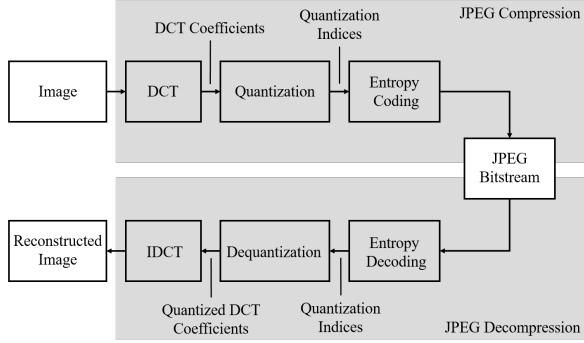 JPEG Compression
Quantization
Indices
DCT Coefficients
Image
DCT
Quantization
Entropy
Coding
JPEG
Bitstream
Reconstructed
Image
IDCT
Dequantization
Entropy
Decoding
Quantized DCT
Coefficients
Quantization
Indices
JPEG Decompression